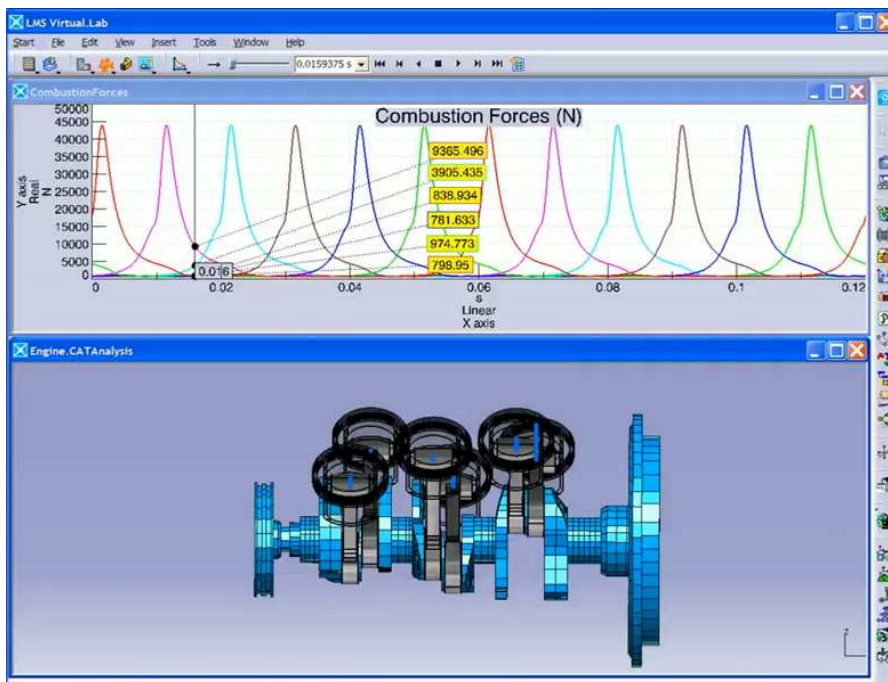 LMS Virtual.Lab
Start File Edit View Insert Tools Window Help
0.0159375 s
CombustionForces
Combustion Forces (N)
50000
45000
40000
35000
30000
25000
20000
15000
10000
5000
0
Y axis
Real
N
9365.496
3905.435
838.934
781.633
974.773
798.95
0.016
0 0.02 0.04 0.06 0.08 0.1 0.12
s
Linear
X axis
Engine.CATAnalysis
z